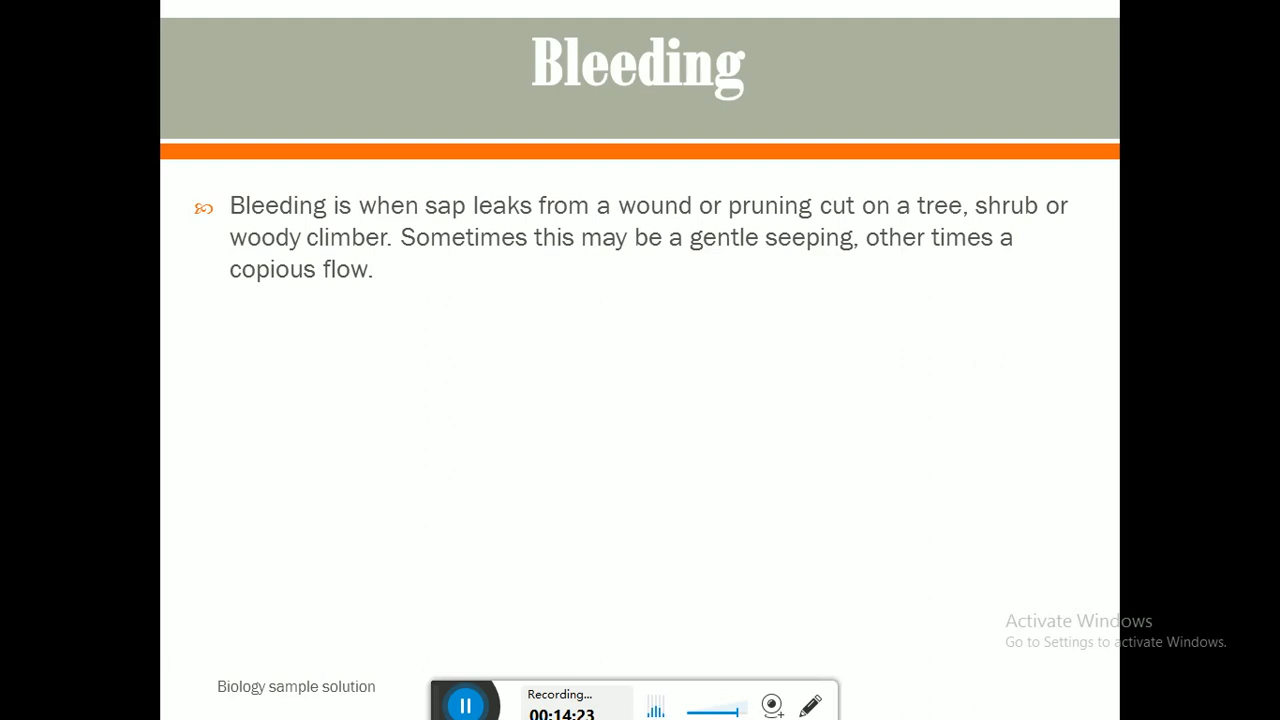 Bleeding
Bleeding is when sap leaks from a wound or pruning cut on a tree, shrub or
woody climber. Sometimes this may be a gentle seeping, other times a
copious flow.
Activate Windows
Go to Settings to activate Windows.
Biology sample solution
Recording...
00:14:23